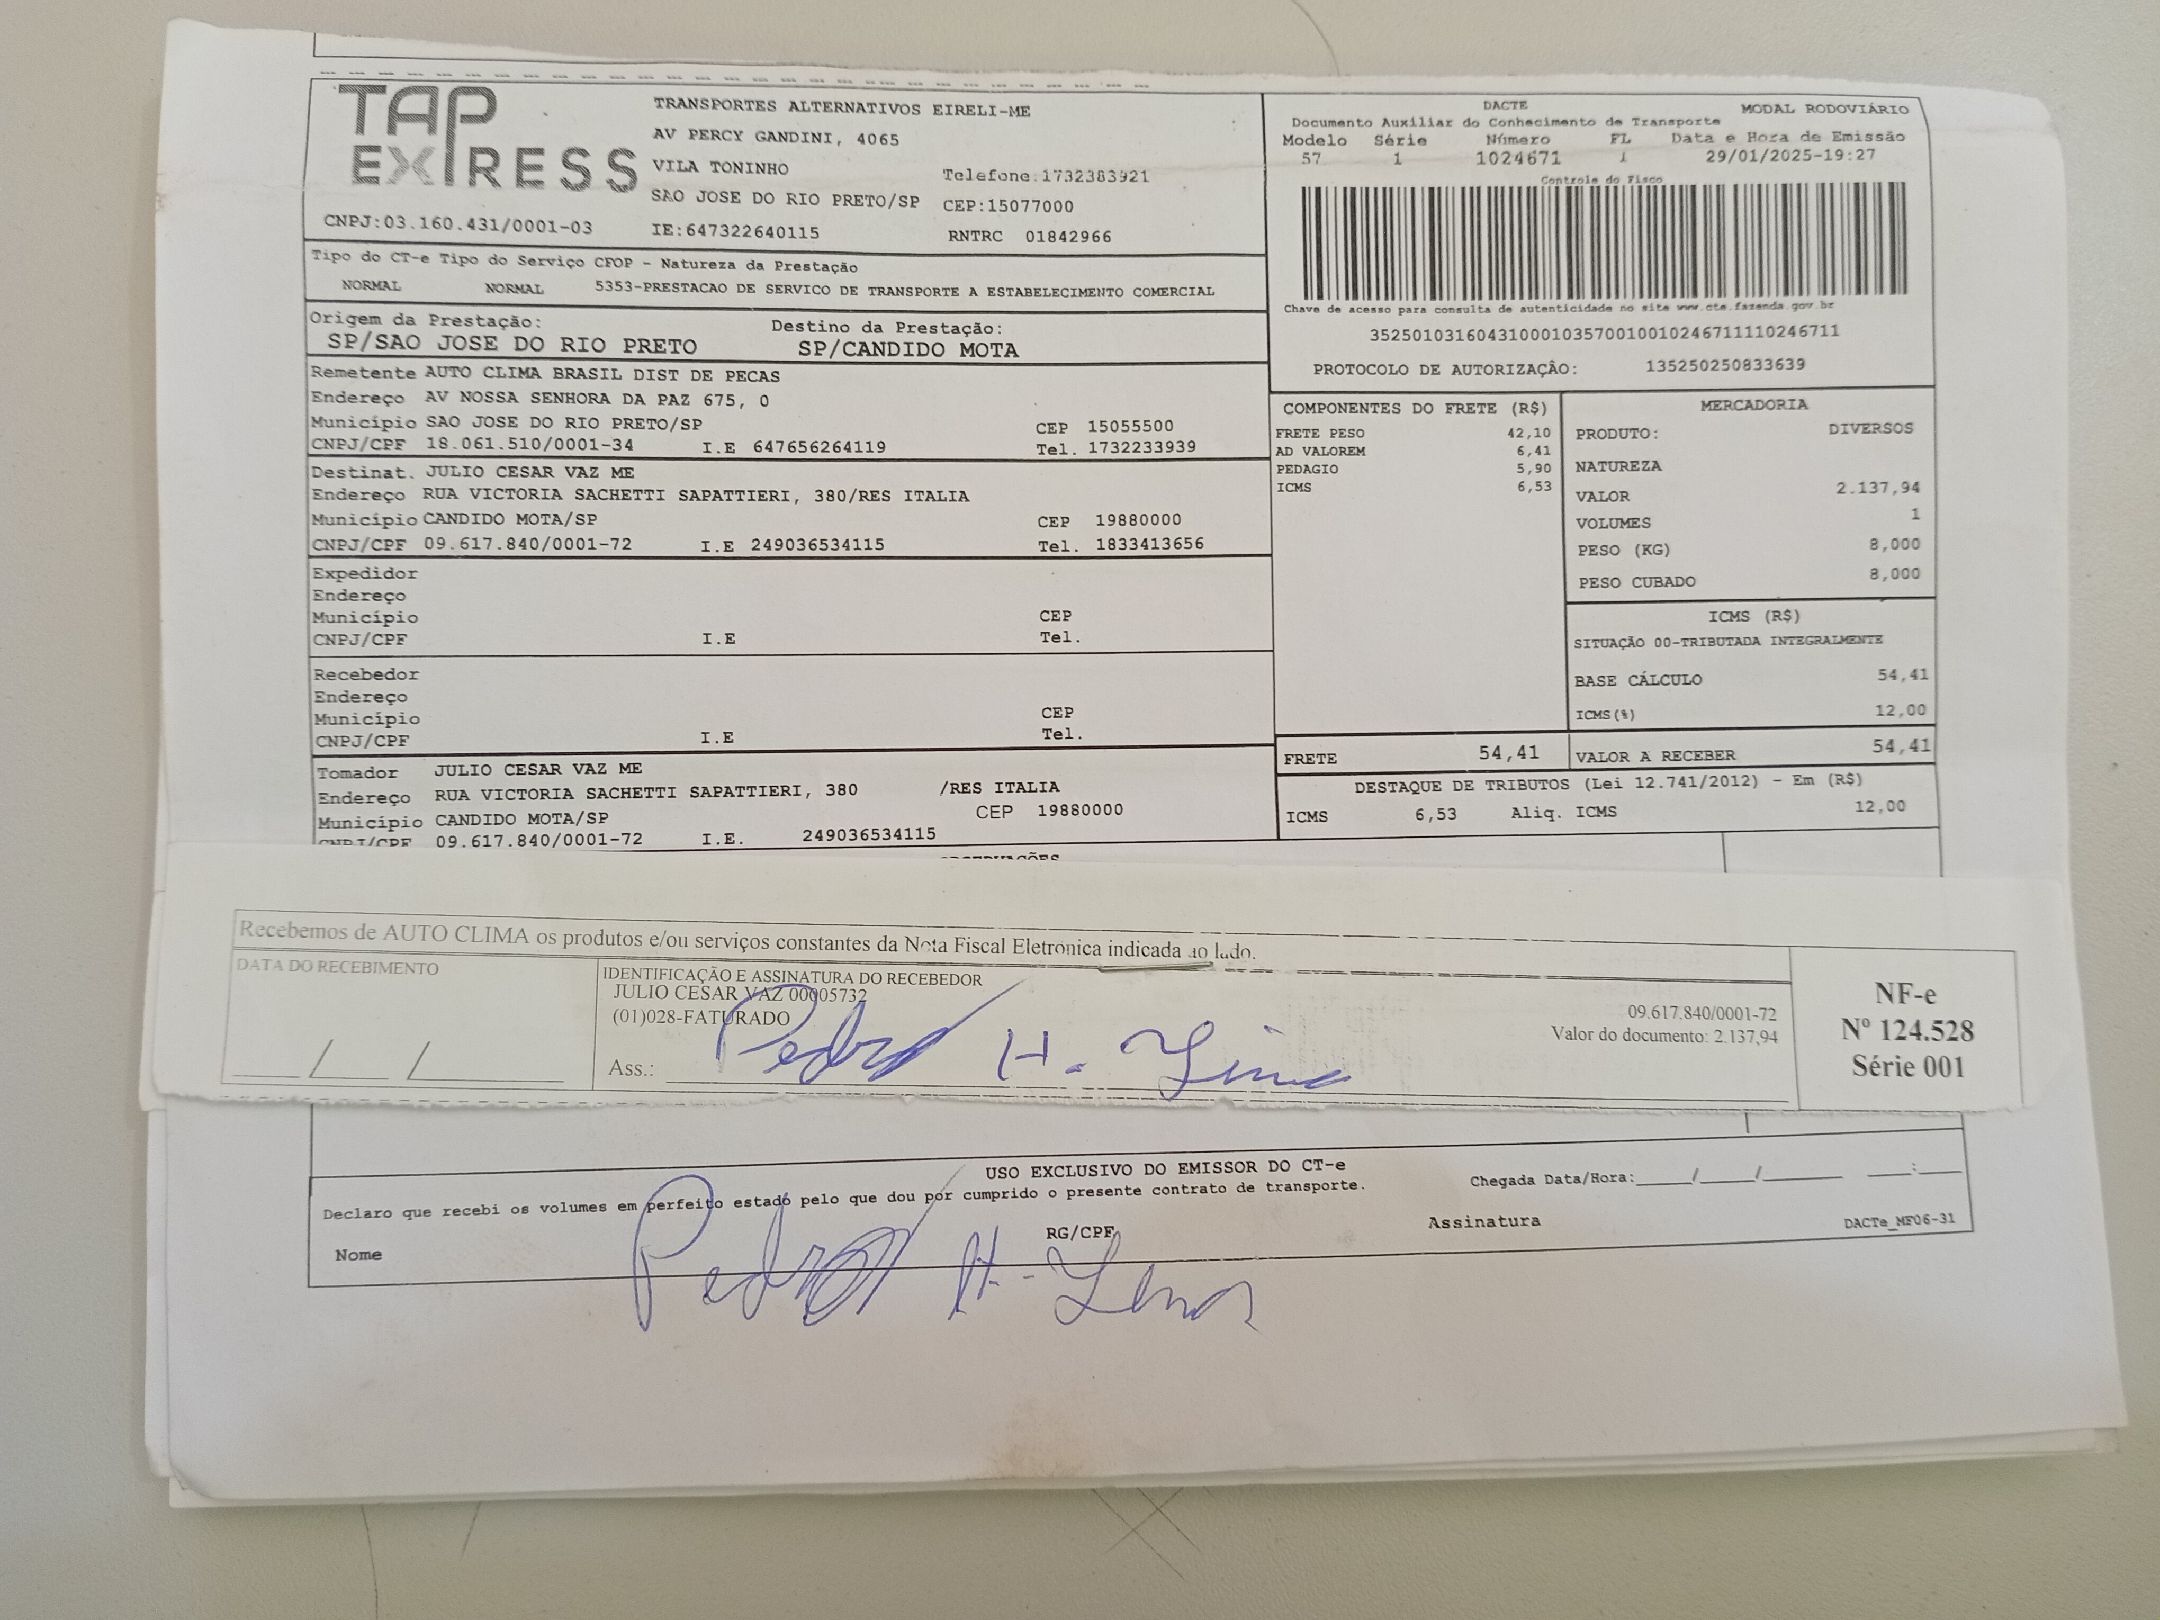 TAP EXPRESS
TRANSPORTES ALTERNATIVOS EIRELI-ME
AV PERCY GANDINI, 4065
VILA TONINHO
Telefone:1732383921
SAO JOSE DO RIO PRETO/SP CEP:15077000
CNPJ:03.160.431/0001-03 IE:647322640115 RNTRC 01842966
DACTE MODAL RODOVIÁRIO
Documento Auxiliar do Conhecimento de Transporte
Modelo Série Número FL Data e Hora de Emissão
57 1 1024671 1 29/01/2025-19:27
Controle do Fisco
Chave de acesso para consulta de autenticidade no site www.cte.fazenda.gov.br
35250103160431000103570010010246711110246711
PROTOCOLO DE AUTORIZAÇÂO: 135250250833639
Tipo do CT-e Tipo do Serviço CFOP - Natureza da Prestação
NORMAL NORMAL 5353-PRESTACAO DE SERVICO DE TRANSPORTE A ESTABELECIMENTO COMERCIAL
Origem da Prestação: Destino da Prestação:
SP/SAO JOSE DO RIO PRETO SP/CANDIDO MOTA
Remetente AUTO CLIMA BRASIL DIST DE PECAS
Endereço AV NOSSA SENHORA DA PAZ 675, 0
Município SAO JOSE DO RIO PRETO/SP CEP 15055500
CNPJ/CPF 18.061.510/0001-34 I.E 647656264119 Tel. 1732233939
Destinat. JULIO CESAR VAZ ME
Endereço RUA VICTORIA SACHETTI SAPATTIERI, 380/RES ITALIA
Município CANDIDO MOTA/SP CEP 19880000
CNPJ/CPF 09.617.840/0001-72 I.E 249036534115 Tel. 1833413656
Expedidor
Endereço
Município CEP
CNPJ/CPF I.E Tel.
Recebedor
Endereço
Município CEP
CNPJ/CPF I.E Tel.
Tomador JULIO CESAR VAZ ME
Endereço RUA VICTORIA SACHETTI SAPATTIERI, 380 /RES ITALIA
Município CANDIDO MOTA/SP CEP 19880000
CNPJ/CPF 09.617.840/0001-72 I.E. 249036534115
COMPONENTES DO FRETE (R$)
FRETE PESO 42,10
AD VALOREM 6,41
PEDAGIO 5,90
ICMS 6,53
MERCADORIA
PRODUTO: DIVERSOS
NATUREZA
VALOR 2.137,94
VOLUMES 1
PESO (KG) 8,000
PESO CUBADO 8,000
ICMS (R$)
SITUAÇÃO 00-TRIBUTADA INTEGRALMENTE
BASE CÁLCULO 54,41
ICMS(%) 12,00
FRETE 54,41 VALOR A RECEBER 54,41
DESTAQUE DE TRIBUTOS (Lei 12.741/2012) - Em (R$)
ICMS 6,53 Aliq. ICMS 12,00
Recebemos de AUTO CLIMA os produtos e/ou serviços constantes da Nota Fiscal Eletrônica indicada ao lado.
DATA DO RECEBIMENTO
IDENTIFICAÇÃO E ASSINATURA DO RECEBEDOR
JULIO CESAR VAZ 00005732
(01)028-FATURADO
09.617.840/0001-72
Valor do documento: 2.137,94
Ass.: Pedro H. Lima
NF-e
Nº 124.528
Série 001
USO EXCLUSIVO DO EMISSOR DO CT-e
Declaro que recebi os volumes em perfeito estado pelo que dou por cumprido o presente contrato de transporte.
Chegada Data/Hora:____/____/____ ____:____
Nome RG/CPF Assinatura DACTe_MF06-31
Pedro H. Lima